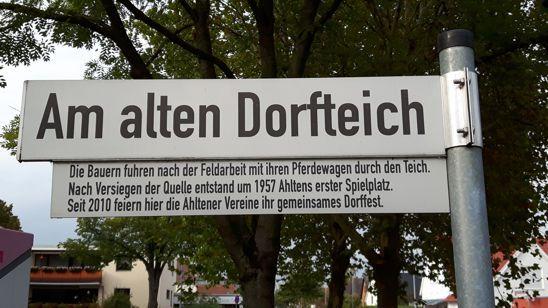 Am alten Dorfteich
Die Bauern fuhren nach der Feldarbeit mit ihren Pferdewagen durch den Teich.
Nach Versiegen der Quelle entstand um 1957 Ahltens erster Spielplatz.
Seit 2010 feiern hier die Ahltener Vereine ihr gemeinsames Dorffest.